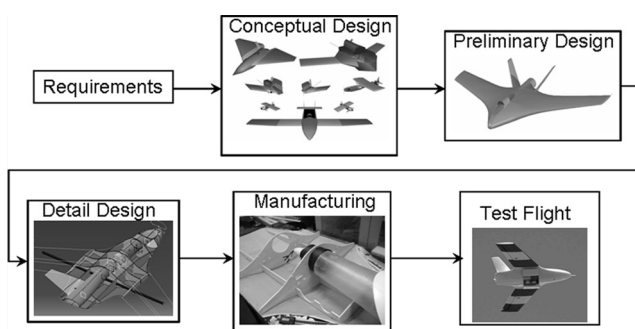 Conceptual Design
Preliminary Design
Requirements
Detail Design
Manufacturing
Test Flight